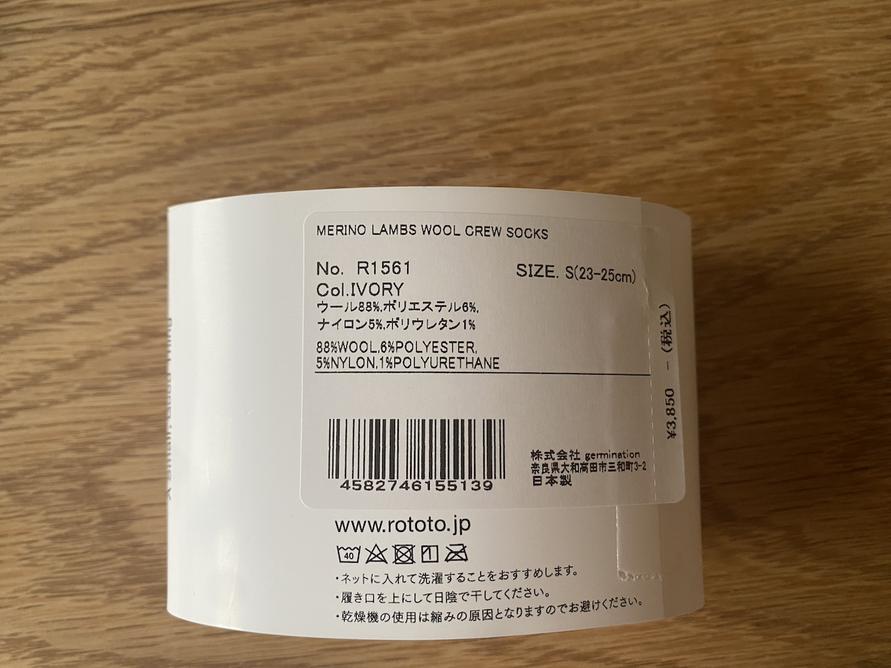 MERINO LAMBS WOOL CREW SOCKS
No. R1561
SIZE. S(23-25cm)
Col.IVORY
ウール88%,ポリエステル6%,
ナイロン5%,ポリウレタン1%
88%WOOL,6%POLYESTER,
5%NYLON,1%POLYURETHANE
¥3,850 − (税込)
4582746155139
株式会社 germination
奈良県大和高田市三和町3-2
日本製
www.rototo.jp
40
・ネットに入れて洗濯することをおすすめします。
・履き口を上にして日陰で干してください。
・乾燥機の使用は縮みの原因となりますのでお避けください。